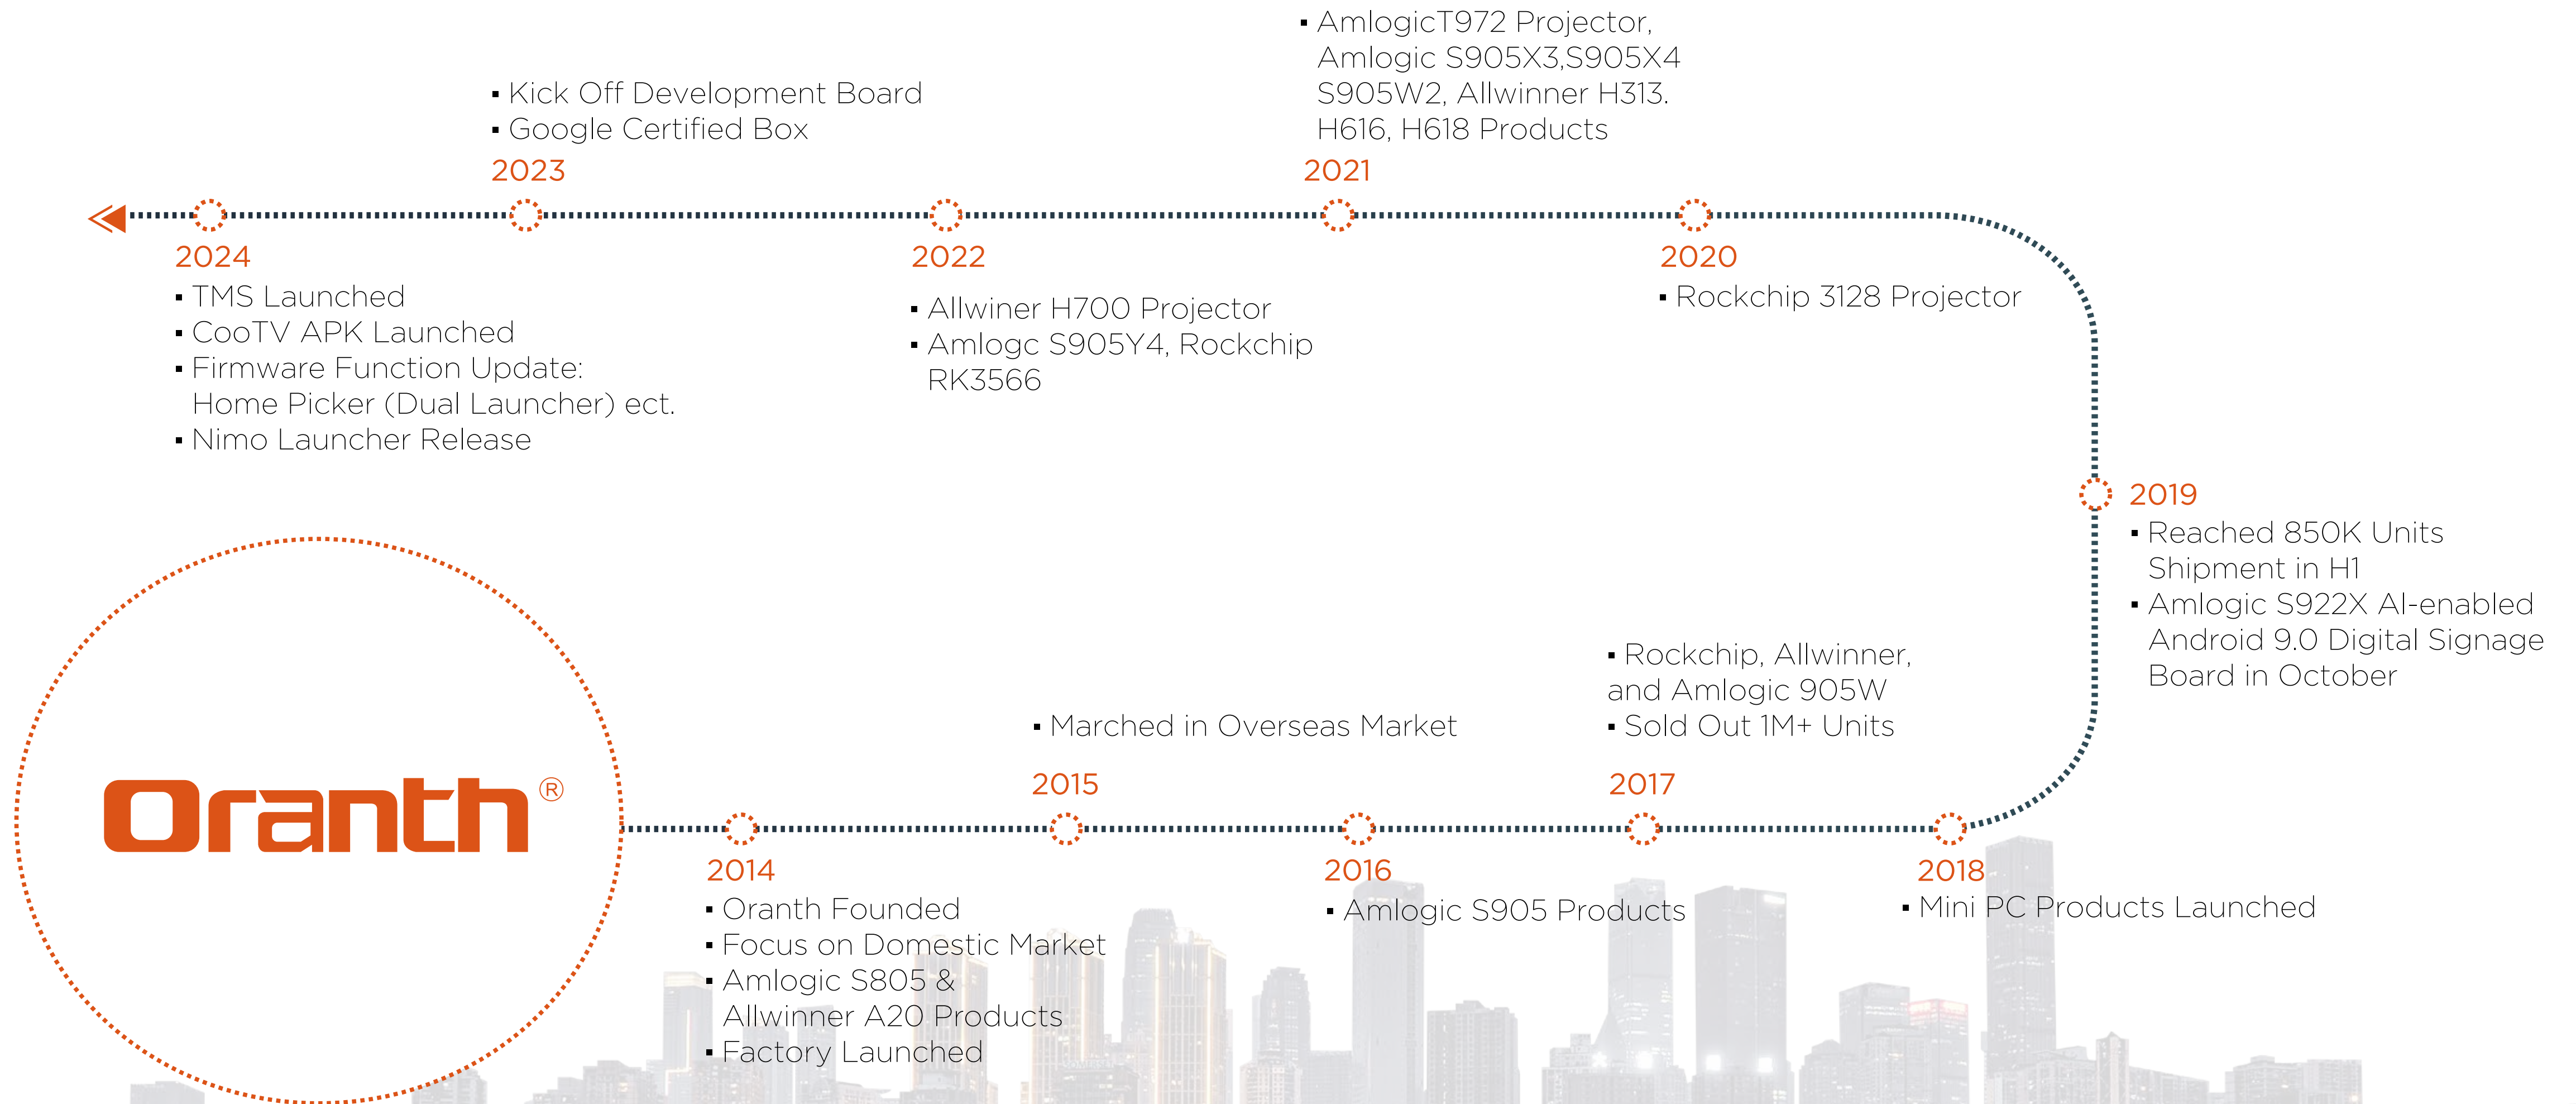 Oranth®
2014
▪ Oranth Founded
▪ Focus on Domestic Market
▪ Amlogic S805 &
Allwinner A20 Products
▪ Factory Launched
▪ Marched in Overseas Market
2015
2016
▪ Amlogic S905 Products
▪ Rockchip, Allwinner,
and Amlogic 905W
▪ Sold Out 1M+ Units
2017
2018
▪ Mini PC Products Launched
2019
▪ Reached 850K Units
Shipment in H1
▪ Amlogic S922X AI-enabled
Android 9.0 Digital Signage
Board in October
2020
▪ Rockchip 3128 Projector
▪ AmlogicT972 Projector,
Amlogic S905X3,S905X4
S905W2, Allwinner H313.
H616, H618 Products
2021
2022
▪ Allwiner H700 Projector
▪ Amlogc S905Y4, Rockchip
RK3566
▪ Kick Off Development Board
▪ Google Certified Box
2023
2024
▪ TMS Launched
▪ CooTV APK Launched
▪ Firmware Function Update:
Home Picker (Dual Launcher) ect.
▪ Nimo Launcher Release